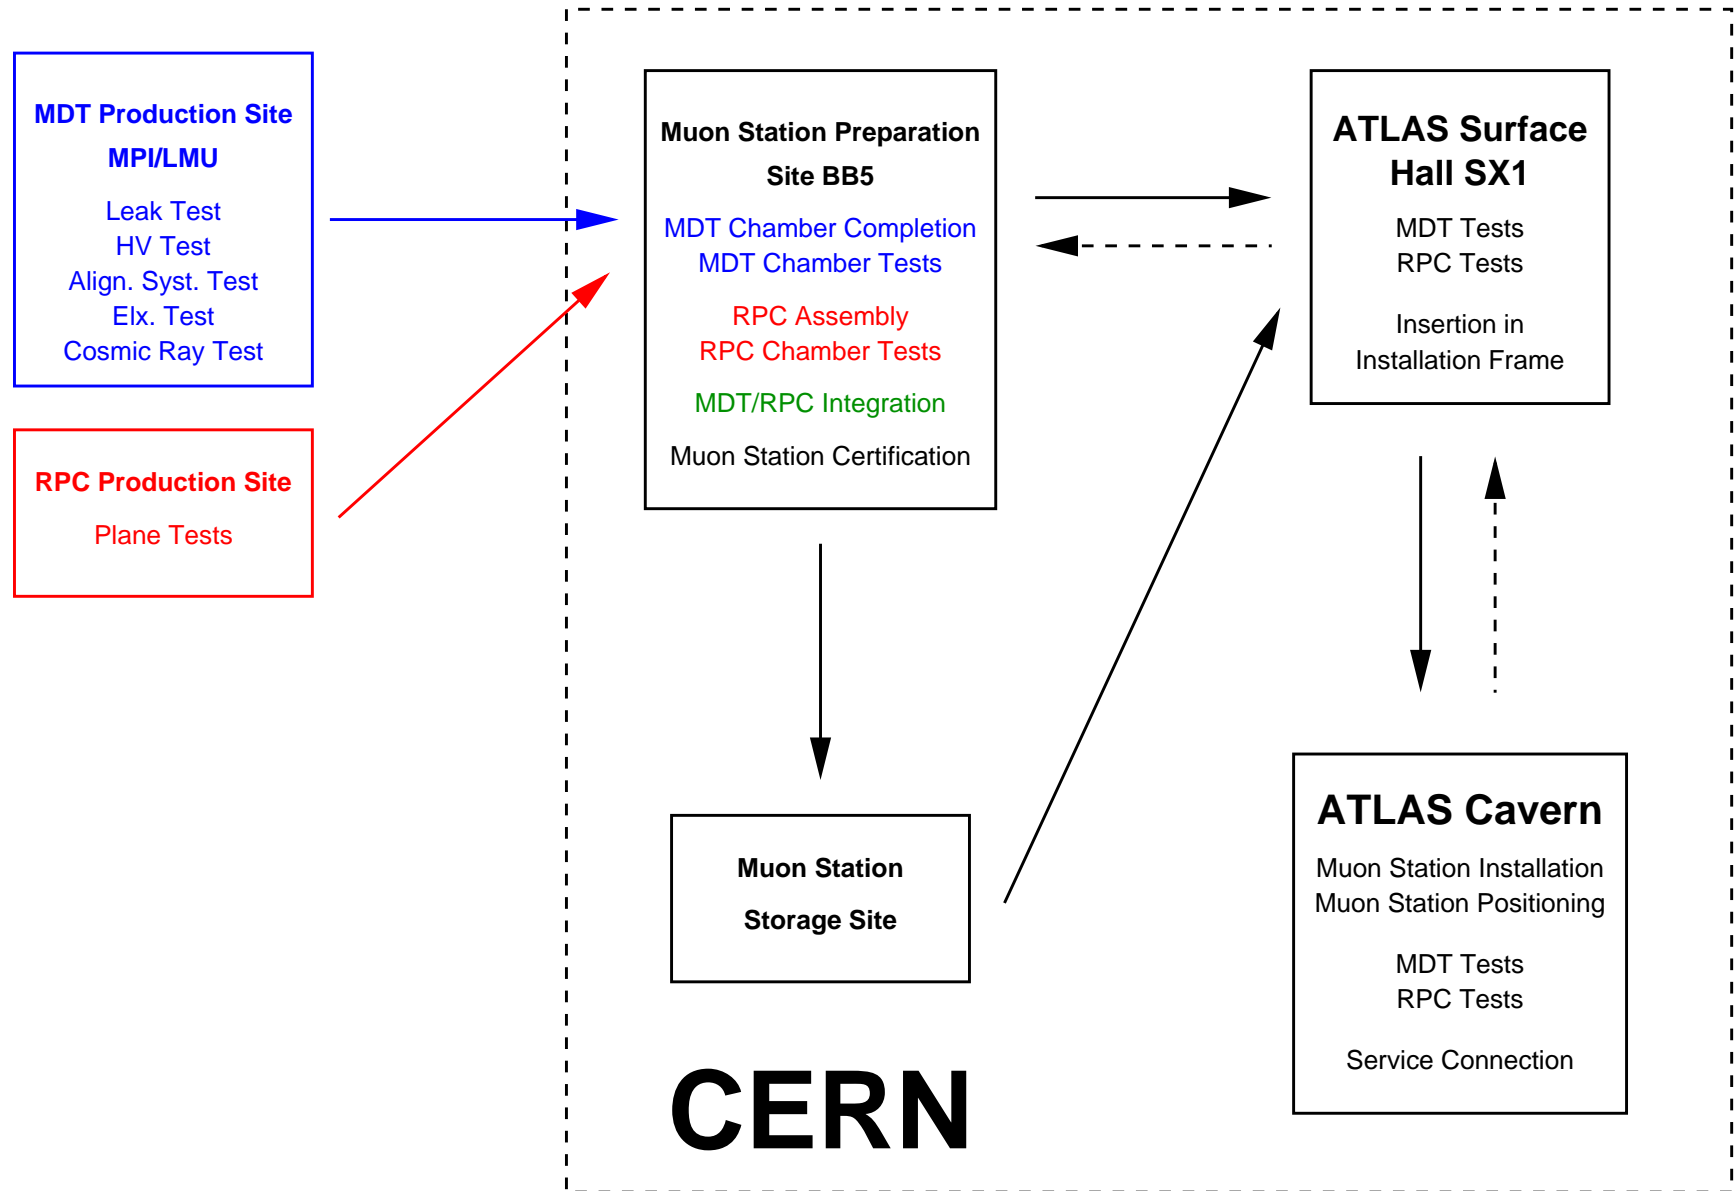 MDT Production Site
MPI/LMU
Leak Test
HV Test
Align. Syst. Test
Elx. Test
Cosmic Ray Test
RPC Production Site
Plane Tests
Muon Station Preparation
Site BB5
MDT Chamber Completion
MDT Chamber Tests
RPC Assembly
RPC Chamber Tests
MDT/RPC Integration
Muon Station Certification
Muon Station
Storage Site
CERN
ATLAS Surface
Hall SX1
MDT Tests
RPC Tests
Insertion in
Installation Frame
ATLAS Cavern
Muon Station Installation
Muon Station Positioning
MDT Tests
RPC Tests
Service Connection